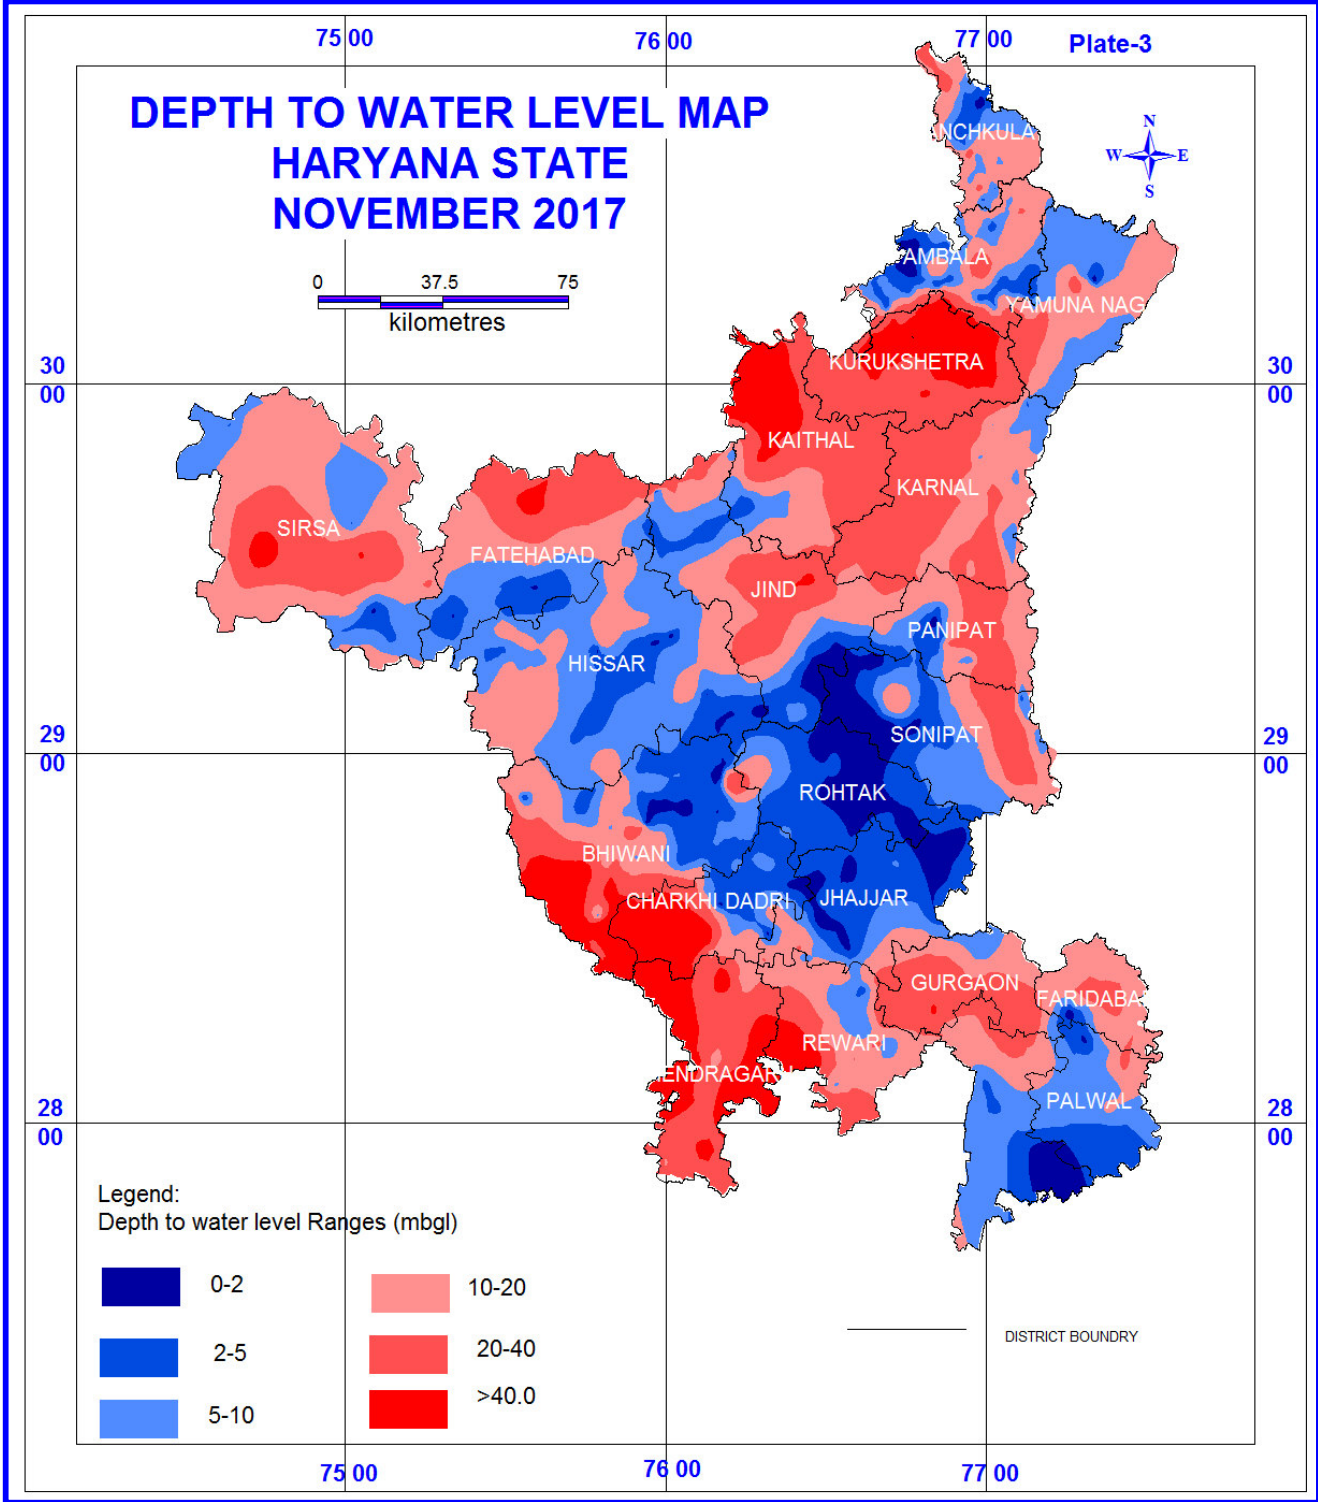 75 00
76 00
77 00
Plate-3
DEPTH TO WATER LEVEL MAP
HARYANA STATE
NOVEMBER 2017
N
W
E
S
0
37.5
75
kilometres
ANCHKULA
AMBALA
YAMUNA NAG
KURUKSHETRA
30
00
30
00
KAITHAL
KARNAL
SIRSA
FATEHABAD
JIND
PANIPAT
HISSAR
SONIPAT
29
00
29
00
ROHTAK
BHIWANI
CHARKHI DADRI
JHAJJAR
GURGAON
FARIDABA
REWARI
ENDRAGAR
PALWAL
28
00
28
00
Legend:
Depth to water level Ranges (mbgl)
0-2
10-20
2-5
20-40
5-10
>40.0
DISTRICT BOUNDRY
75 00
76 00
77 00